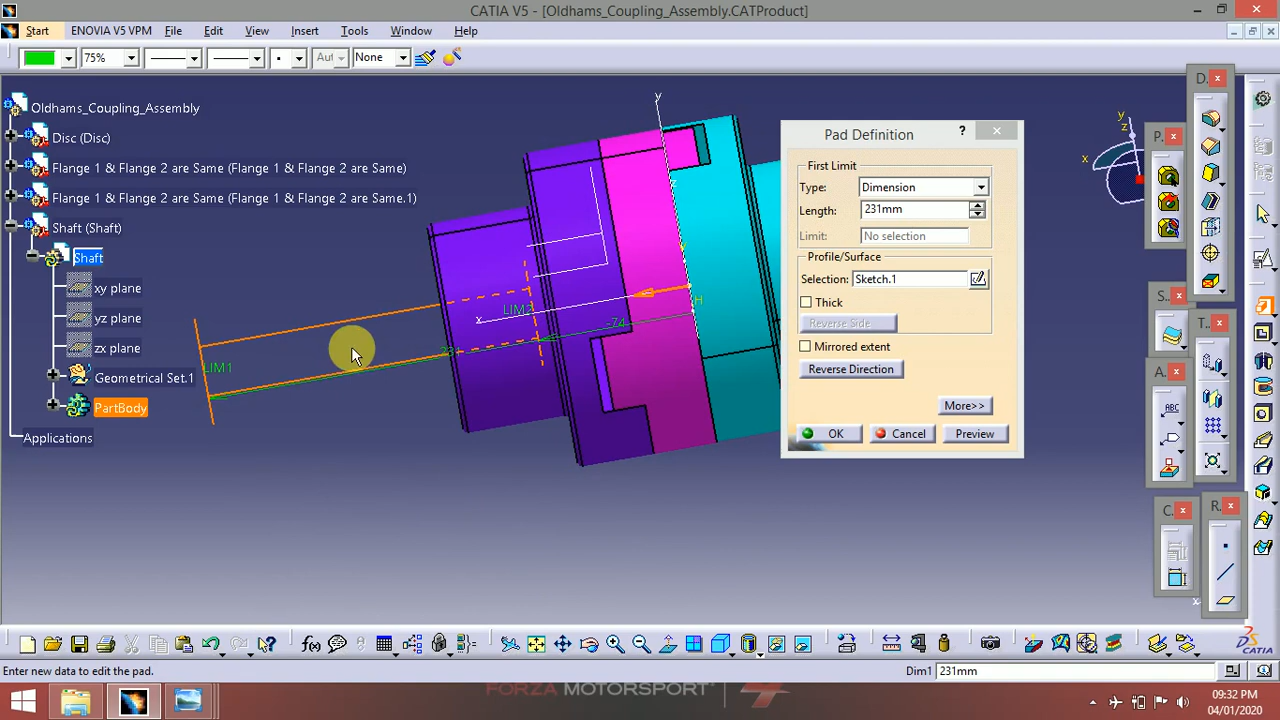 CATIA V5 - [Oldhams_Coupling_Assembly.CATProduct]
Start ENOVIA V5 VPM File Edit View Insert Tools Window Help
75% Aut None
Oldhams_Coupling_Assembly
Disc (Disc)
Flange 1 & Flange 2 are Same (Flange 1 & Flange 2 are Same)
Flange 1 & Flange 2 are Same (Flange 1 & Flange 2 are Same.1)
Shaft (Shaft)
Shaft
xy plane
yz plane
zx plane
Geometrical Set.1
PartBody
Applications
y
z
H
x
LIM2
-74
231
LIM1
Pad Definition
?
First Limit
Type: Dimension
Length: 231mm
Limit: No selection
Profile/Surface
Selection: Sketch.1
Thick
Reverse Side
Mirrored extent
Reverse Direction
More>>
OK Cancel Preview
y
z
x
D.
P.
S.
T.
A.
C.
R.
ABC
f(x)
CATIA
Enter new data to edit the pad.
Dim1 231mm
FORZA MOTORSPORT
09:32 PM
04/01/2020